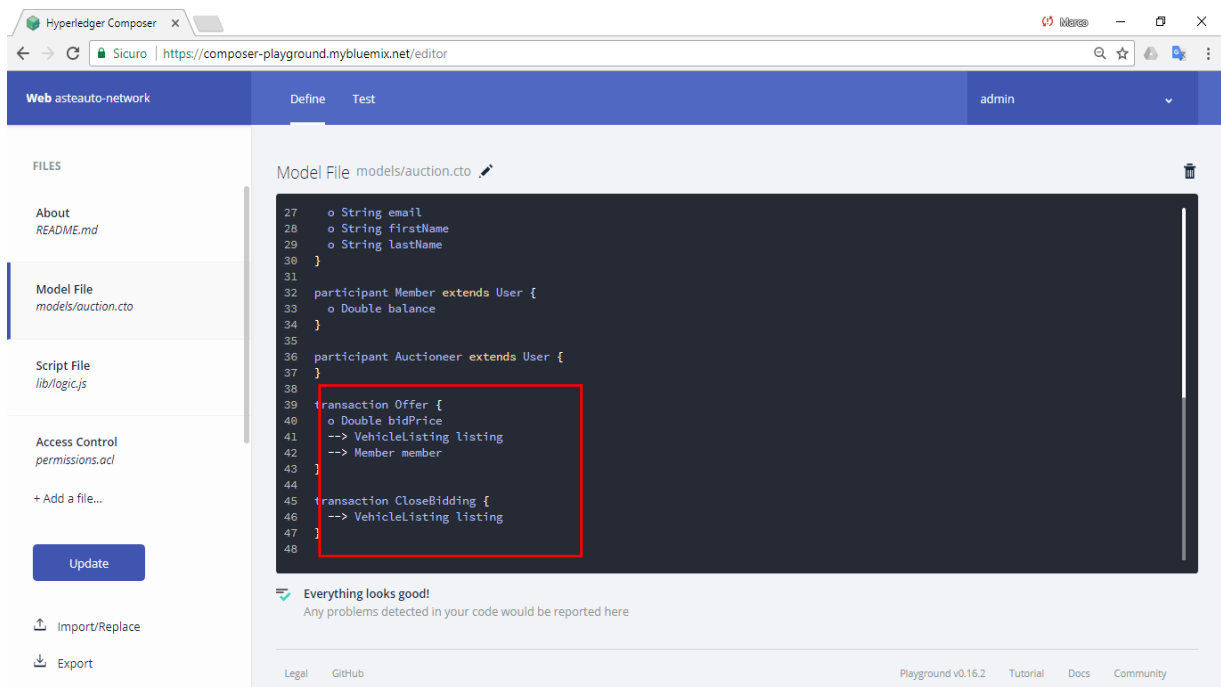 Hyperledger Composer
Marco
Sicuro https://composer-playground.mybluemix.net/editor
Web asteauto-network
Define
Test
admin
FILES
About
README.md
Model File
models/auction.cto
Script File
lib/logic.js
Access Control
permissions.acl
+ Add a file...
Update
Import/Replace
Export
Model File models/auction.cto
27 o String email
28 o String firstName
29 o String lastName
30 }
31
32 participant Member extends User {
33 o Double balance
34 }
35
36 participant Auctioneer extends User {
37 }
38
39 transaction Offer {
40 o Double bidPrice
41 --> VehicleListing listing
42 --> Member member
43 }
44
45 transaction CloseBidding {
46 --> VehicleListing listing
47 }
48
Everything looks good!
Any problems detected in your code would be reported here
Legal GitHub
Playground v0.16.2 Tutorial Docs Community